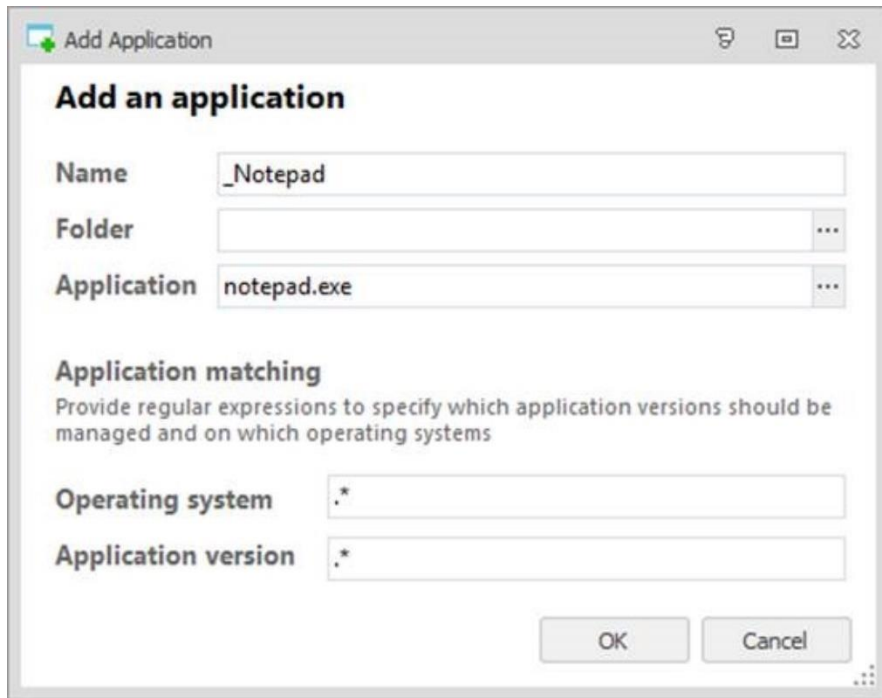 Add Application
Add an application
Name _Notepad
Folder ...
Application notepad.exe ...
Application matching
Provide regular expressions to specify which application versions should be
managed and on which operating systems
Operating system .*
Application version .*
OK Cancel